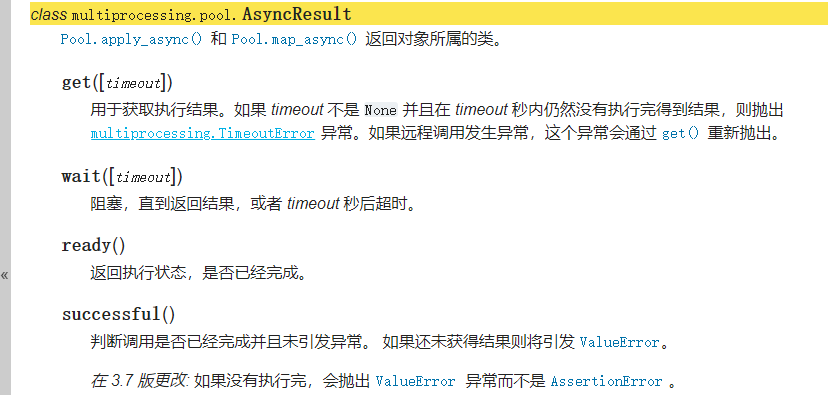 class multiprocessing.pool.AsyncResult
Pool.apply_async() 和 Pool.map_async() 返回对象所属的类。
get([timeout])
用于获取执行结果。如果 timeout 不是 None 并且在 timeout 秒内仍然没有执行完得到结果，则抛出
multiprocessing.TimeoutError 异常。如果远程调用发生异常，这个异常会通过 get() 重新抛出。
wait([timeout])
阻塞，直到返回结果，或者 timeout 秒后超时。
ready()
«
返回执行状态，是否已经完成。
successful()
判断调用是否已经完成并且未引发异常。 如果还未获得结果则将引发 ValueError。
在 3.7 版更改: 如果没有执行完，会抛出 ValueError 异常而不是 AssertionError 。